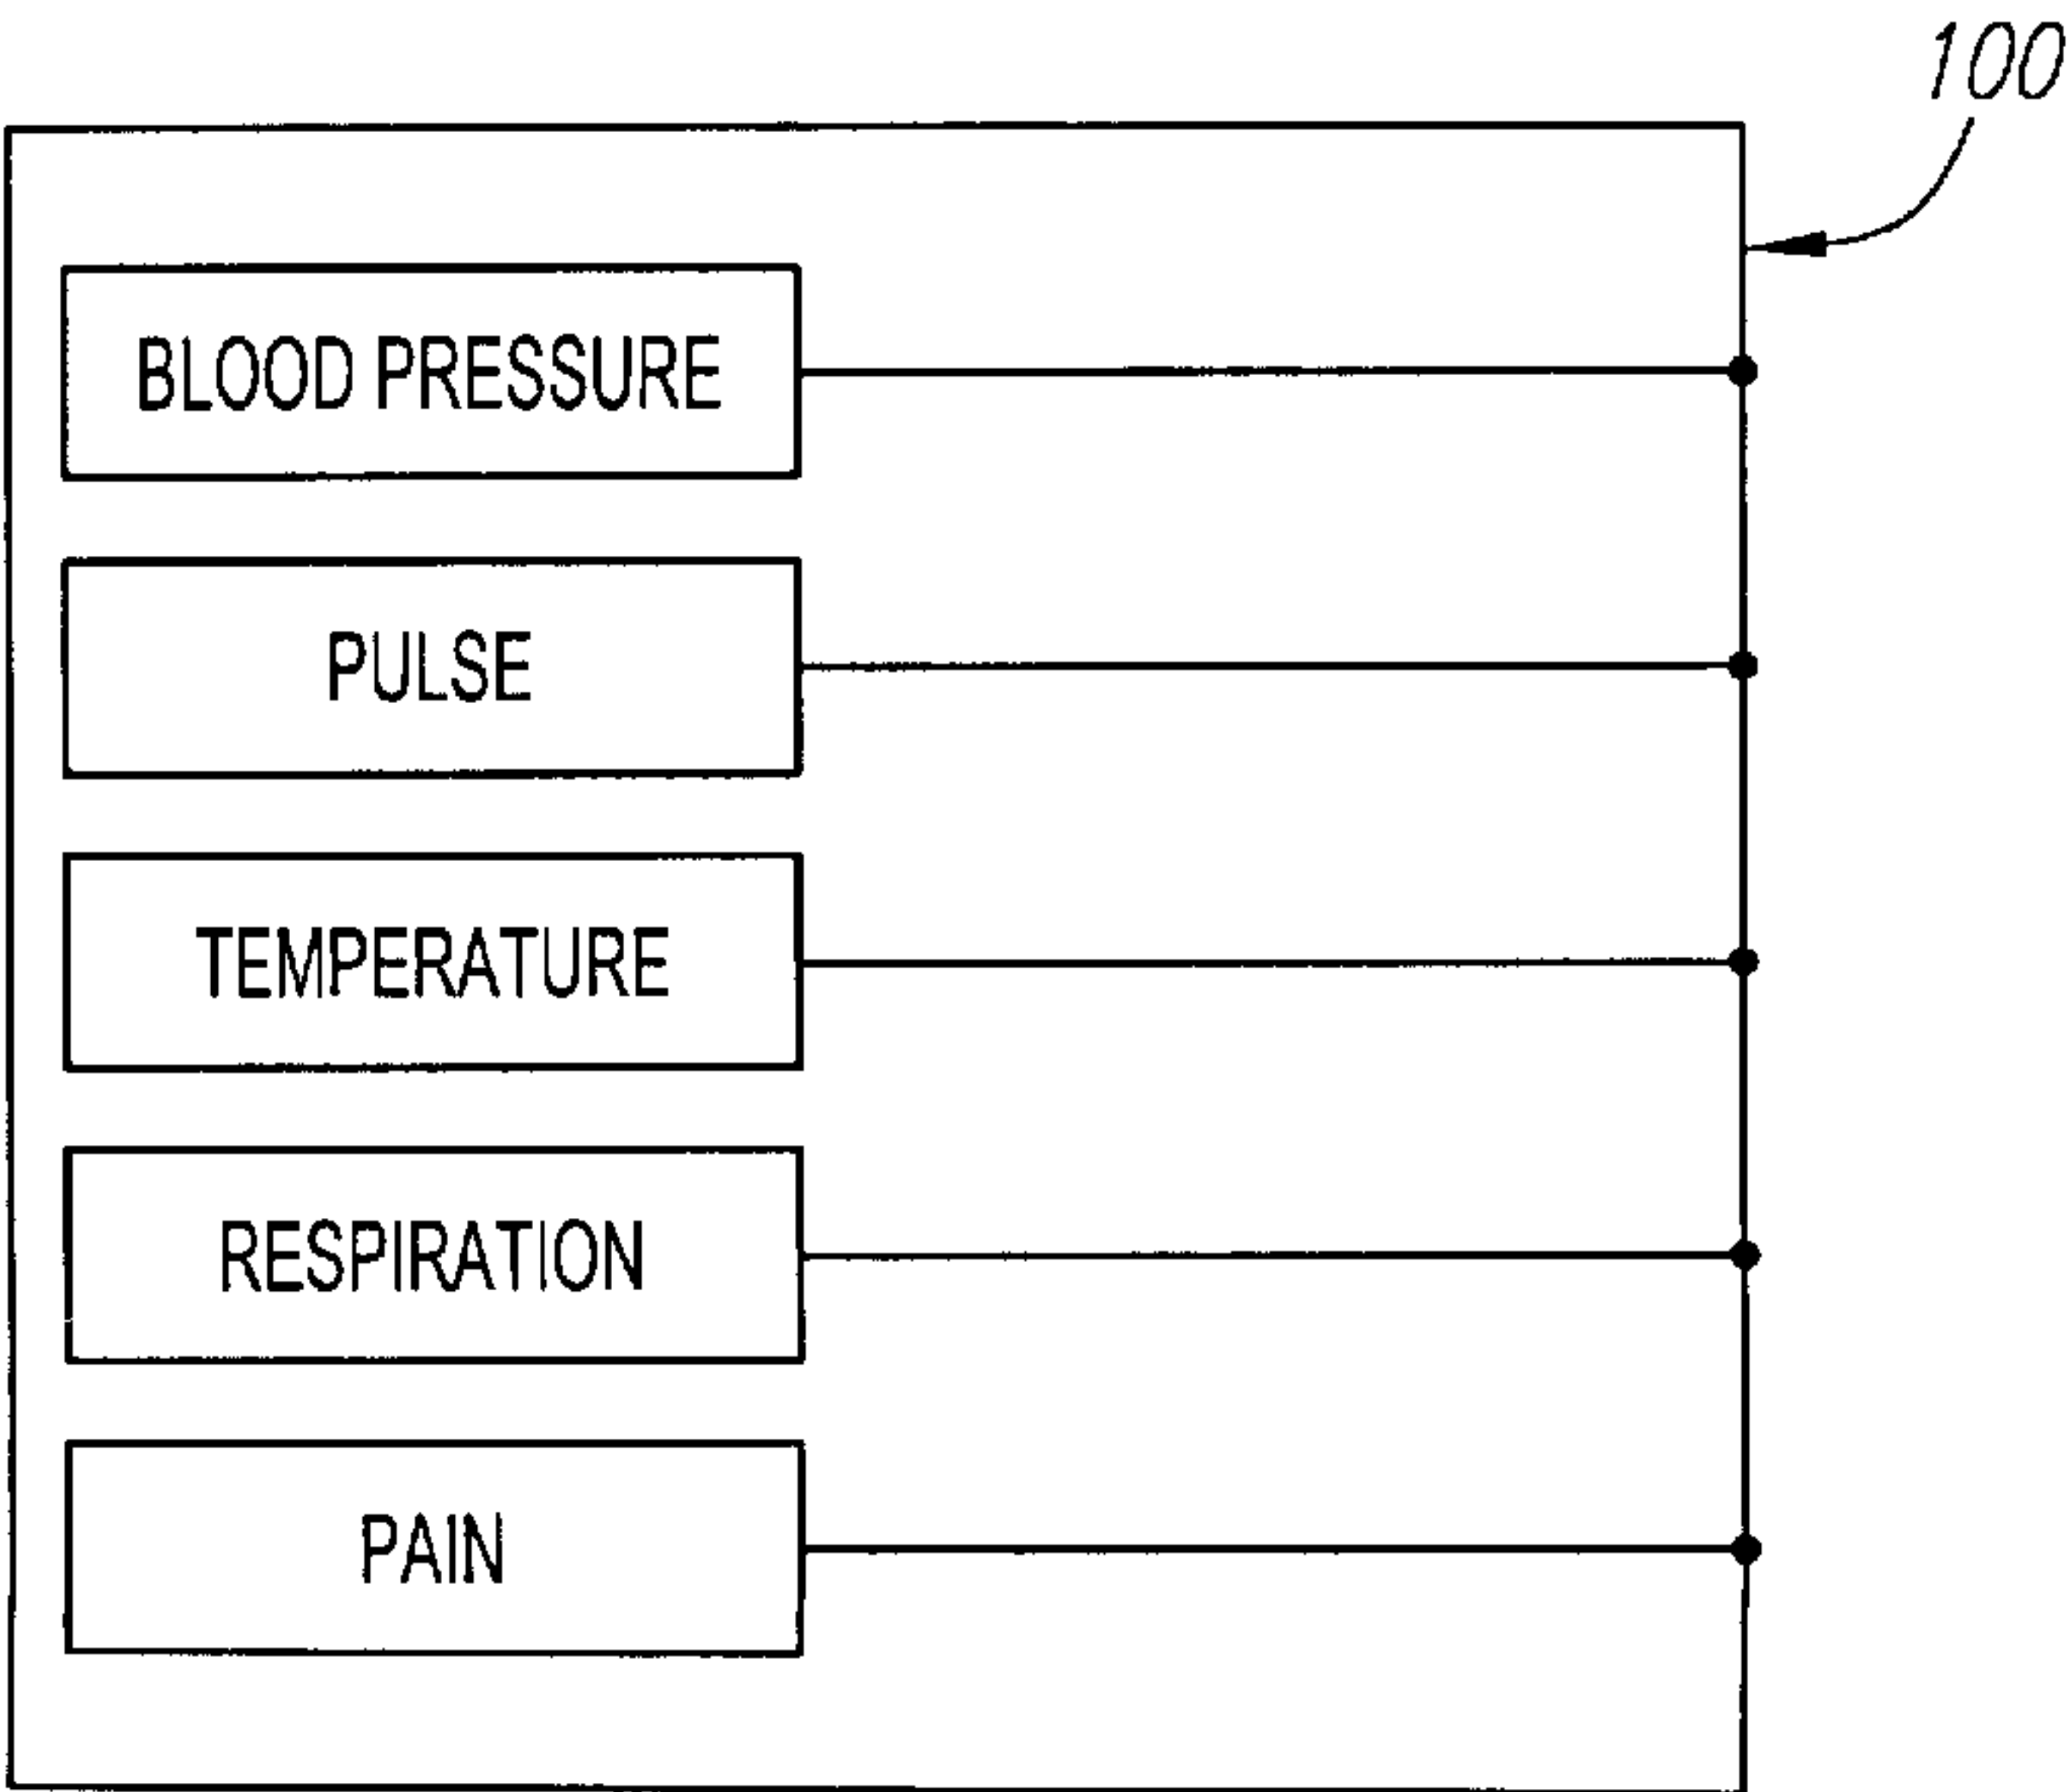 100
BLOOD PRESSURE
PULSE
TEMPERATURE
RESPIRATION
PAIN